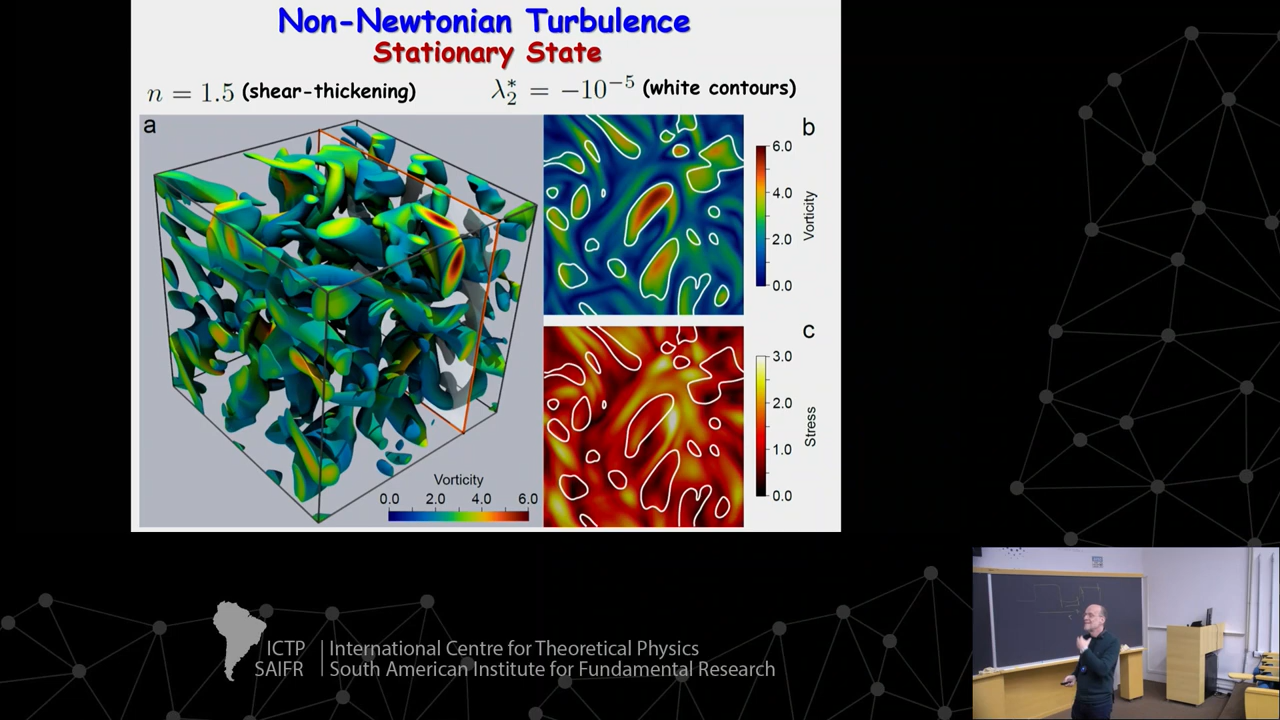 Non-Newtonian Turbulence
Stationary State
n = 1.5 (shear-thickening)
λ₂* = −10⁻⁵ (white contours)
a
b
6.0
4.0
2.0
0.0
Vorticity
c
3.0
2.0
1.0
0.0
Stress
Vorticity
0.0 2.0 4.0 6.0
ICTP SAIFR
International Centre for Theoretical Physics
South American Institute for Fundamental Research